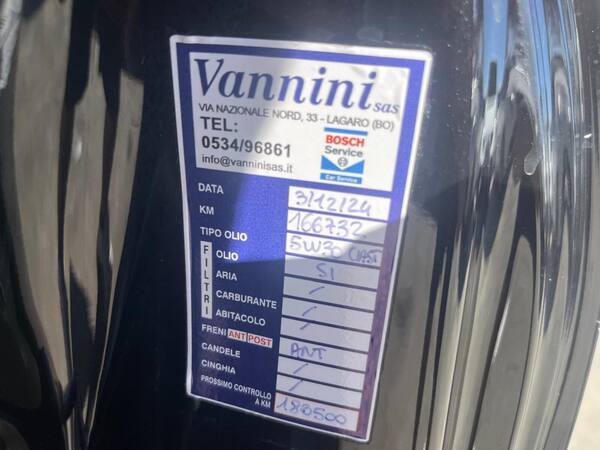 Vannini sas
VIA NAZIONALE NORD, 33 - LAGARO (BO)
TEL:
0534/96861
info@vanninisas.it
BOSCH
Service
Car Service
DATA 3/12/24
KM 166732
TIPO OLIO 5W30 CAST
FILTRI
OLIO SI
ARIA /
CARBURANTE /
ABITACOLO /
FRENI ANT POST ANT
CANDELE /
CINGHIA /
PROSSIMO CONTROLLO
A KM 180500